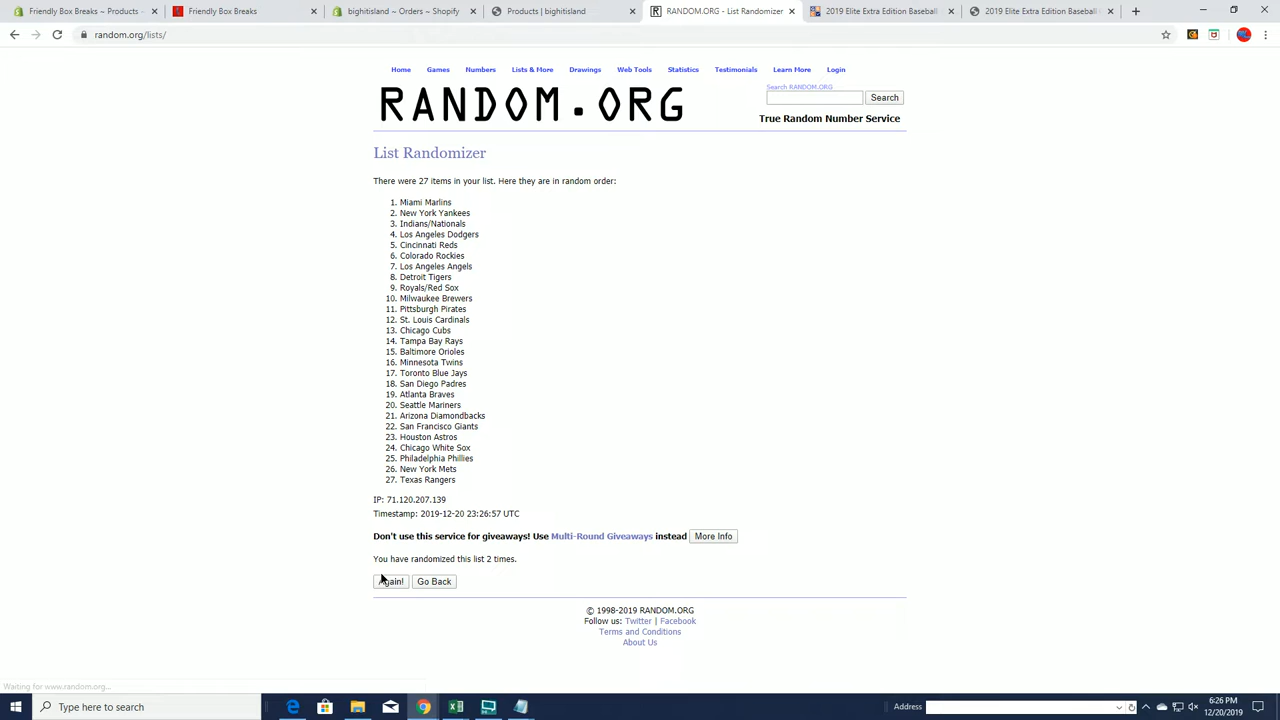 Friendly Box Breaks ~ Products ·
Friendly Box Breaks
bighitisland ~ Products ~ Friendly
RANDOM.ORG - List Randomizer
2019 Elite Extra Edition Baseball
2019 Elite Extra Edition Baseball
random.org/lists/
Home Games Numbers Lists & More Drawings Web Tools Statistics Testimonials Learn More Login
RANDOM.ORG
Search RANDOM.ORG
Search
True Random Number Service
List Randomizer
There were 27 items in your list. Here they are in random order:
1. Miami Marlins
2. New York Yankees
3. Indians/Nationals
4. Los Angeles Dodgers
5. Cincinnati Reds
6. Colorado Rockies
7. Los Angeles Angels
8. Detroit Tigers
9. Royals/Red Sox
10. Milwaukee Brewers
11. Pittsburgh Pirates
12. St. Louis Cardinals
13. Chicago Cubs
14. Tampa Bay Rays
15. Baltimore Orioles
16. Minnesota Twins
17. Toronto Blue Jays
18. San Diego Padres
19. Atlanta Braves
20. Seattle Mariners
21. Arizona Diamondbacks
22. San Francisco Giants
23. Houston Astros
24. Chicago White Sox
25. Philadelphia Phillies
26. New York Mets
27. Texas Rangers
IP: 71.120.207.139
Timestamp: 2019-12-20 23:26:57 UTC
Don't use this service for giveaways! Use Multi-Round Giveaways instead More Info
You have randomized this list 2 times.
Again! Go Back
© 1998-2019 RANDOM.ORG
Follow us: Twitter | Facebook
Terms and Conditions
About Us
Waiting for www.random.org...
Type here to search
Address
6:26 PM
12/20/2019